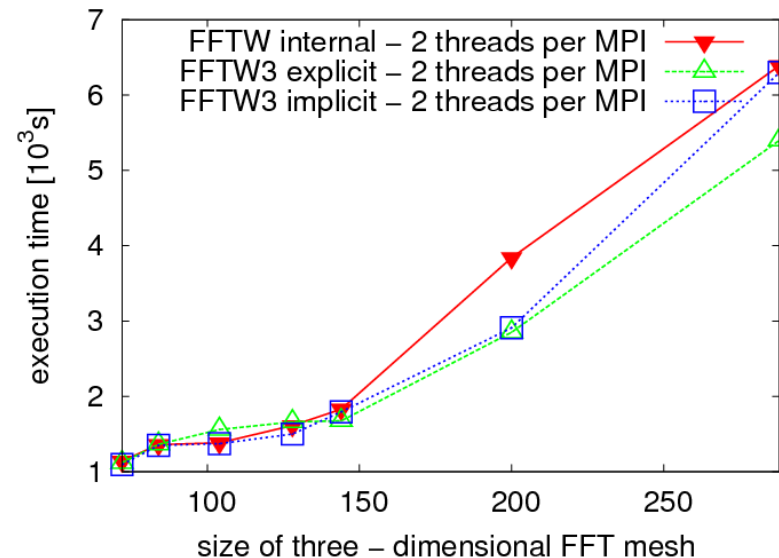 7
6
5
4
3
2
1
execution time [10³s]
FFTW internal – 2 threads per MPI
FFTW3 explicit – 2 threads per MPI
FFTW3 implicit – 2 threads per MPI
100 150 200 250
size of three – dimensional FFT mesh